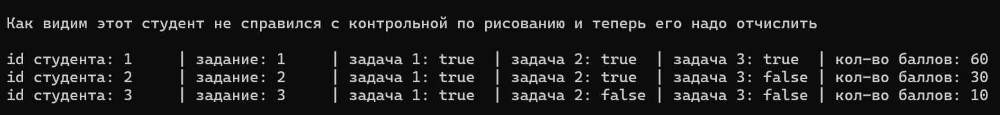 Как видим этот студент не справился с контрольной по рисованию и теперь его надо отчислить
id студента: 1 | задание: 1 | задача 1: true | задача 2: true | задача 3: true | кол-во баллов: 60
id студента: 2 | задание: 2 | задача 1: true | задача 2: true | задача 3: false | кол-во баллов: 30
id студента: 3 | задание: 3 | задача 1: true | задача 2: false | задача 3: false | кол-во баллов: 10